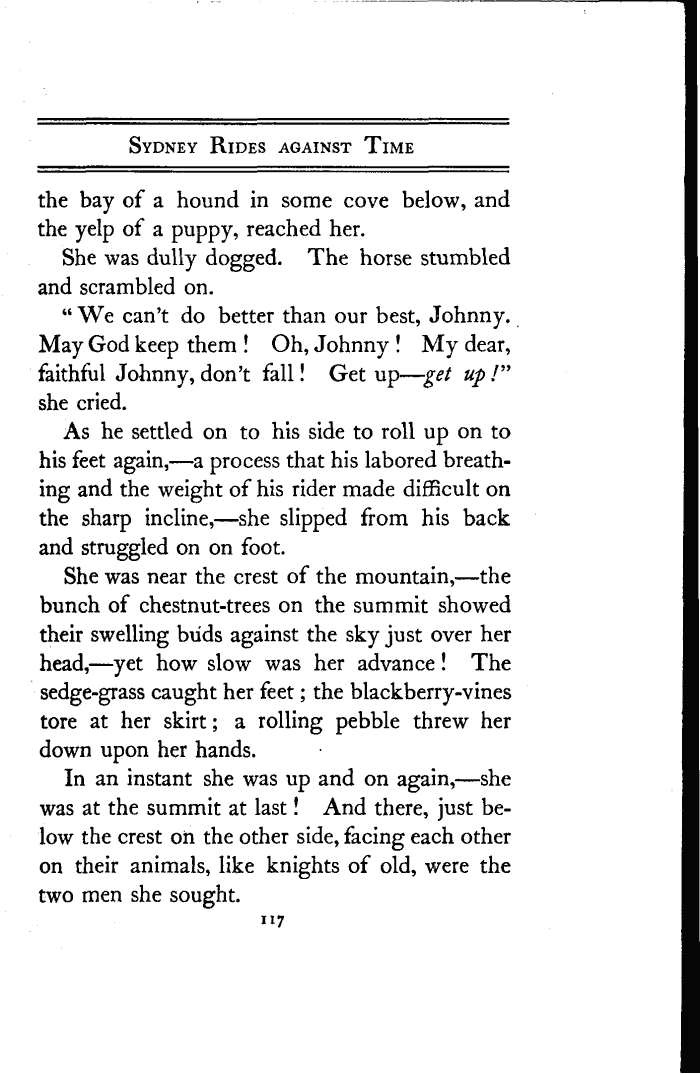 SYDNEY RIDES AGAINST TIME
the bay of a hound in some cove below, and
the yelp of a puppy, reached her.
She was dully dogged. The horse stumbled
and scrambled on.
“ We can't do better than our best, Johnny.
May God keep them ! Oh, Johnny ! My dear,
faithful Johnny, don't fall ! Get up—get up !”
she cried.
As he settled on to his side to roll up on to
his feet again,—a process that his labored breath-
ing and the weight of his rider made difficult on
the sharp incline,—she slipped from his back
and struggled on on foot.
She was near the crest of the mountain,—the
bunch of chestnut-trees on the summit showed
their swelling buds against the sky just over her
head,—yet how slow was her advance ! The
sedge-grass caught her feet ; the blackberry-vines
tore at her skirt ; a rolling pebble threw her
down upon her hands.
In an instant she was up and on again,—she
was at the summit at last ! And there, just be-
low the crest on the other side, facing each other
on their animals, like knights of old, were the
two men she sought.
117